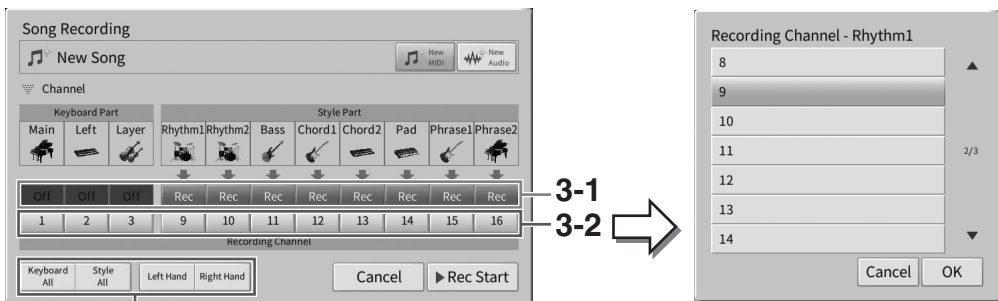 Song Recording
New Song
New MIDI
New Audio
Channel
Keyboard Part
Style Part
Main Left Layer Rhythm1 Rhythm2 Bass Chord1 Chord2 Pad Phrase1 Phrase2
Off Off Off Rec Rec Rec Rec Rec Rec Rec Rec
3-1
1 2 3 9 10 11 12 13 14 15 16
3-2
Recording Channel
Keyboard All
Style All
Left Hand
Right Hand
Cancel
Rec Start
Recording Channel - Rhythm1
8
9
10
11
2/3
12
13
14
Cancel
OK